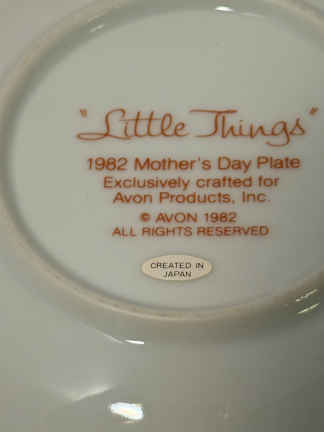 "Little Things"
1982 Mother's Day Plate
Exclusively crafted for
Avon Products, Inc.
© AVON 1982
ALL RIGHTS RESERVED
CREATED IN
JAPAN